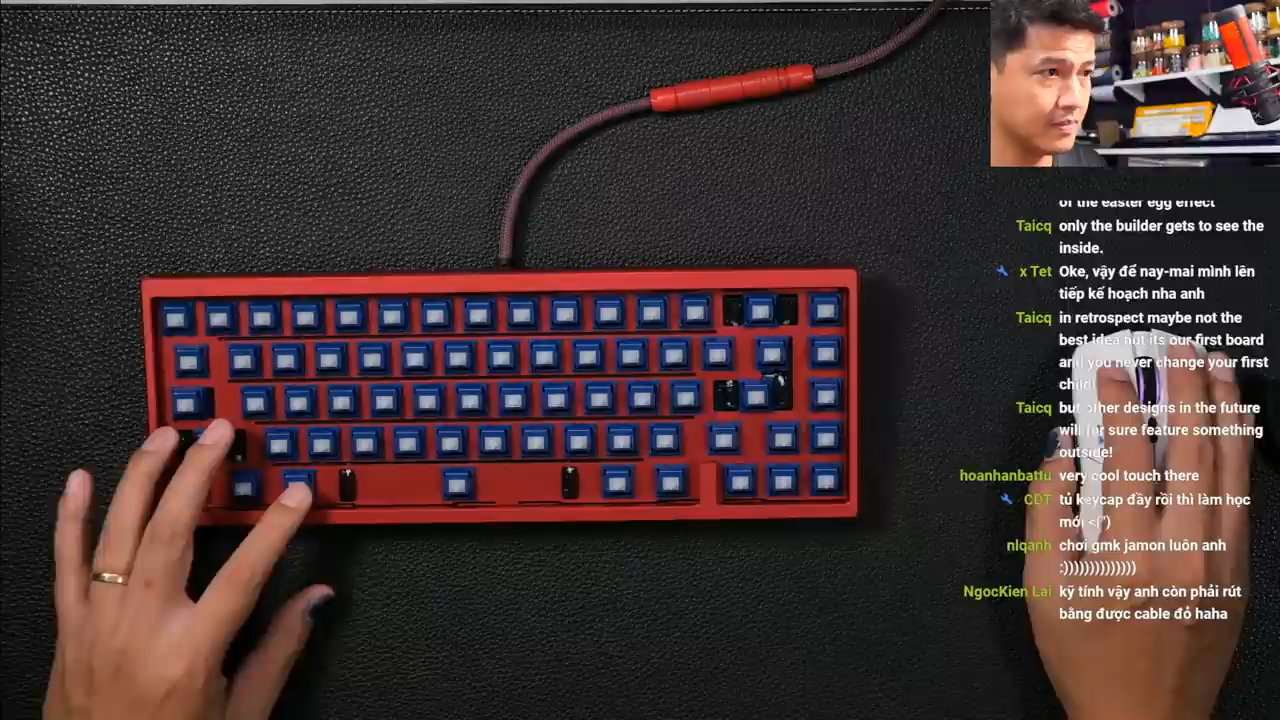 of the easter egg effect
Taicq only the builder gets to see the
inside.
x Tet Oke, vậy để nay-mai mình lên
tiếp kế hoạch nha anh
Taicq in retrospect maybe not the
best idea but its our first board
and you never change your first
child
Taicq but other designs in the future
will for sure feature something
outside!
hoanhanbattu very cool touch there
CDT tủ keycap đầy rồi thì làm học
mới <(")
nlqanh chơi gmk jamon luôn anh
:))))))))))))))
NgocKien Lai kỹ tính vậy anh còn phải rút
bằng được cable đỏ haha